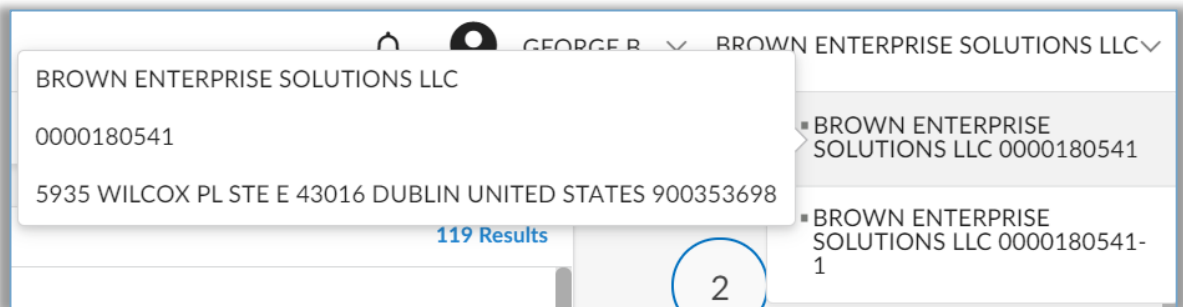 GEORGE B
BROWN ENTERPRISE SOLUTIONS LLC
BROWN ENTERPRISE SOLUTIONS LLC
0000180541
5935 WILCOX PL STE E 43016 DUBLIN UNITED STATES 900353698
BROWN ENTERPRISE
SOLUTIONS LLC 0000180541
BROWN ENTERPRISE
SOLUTIONS LLC 0000180541-
1
119 Results
2